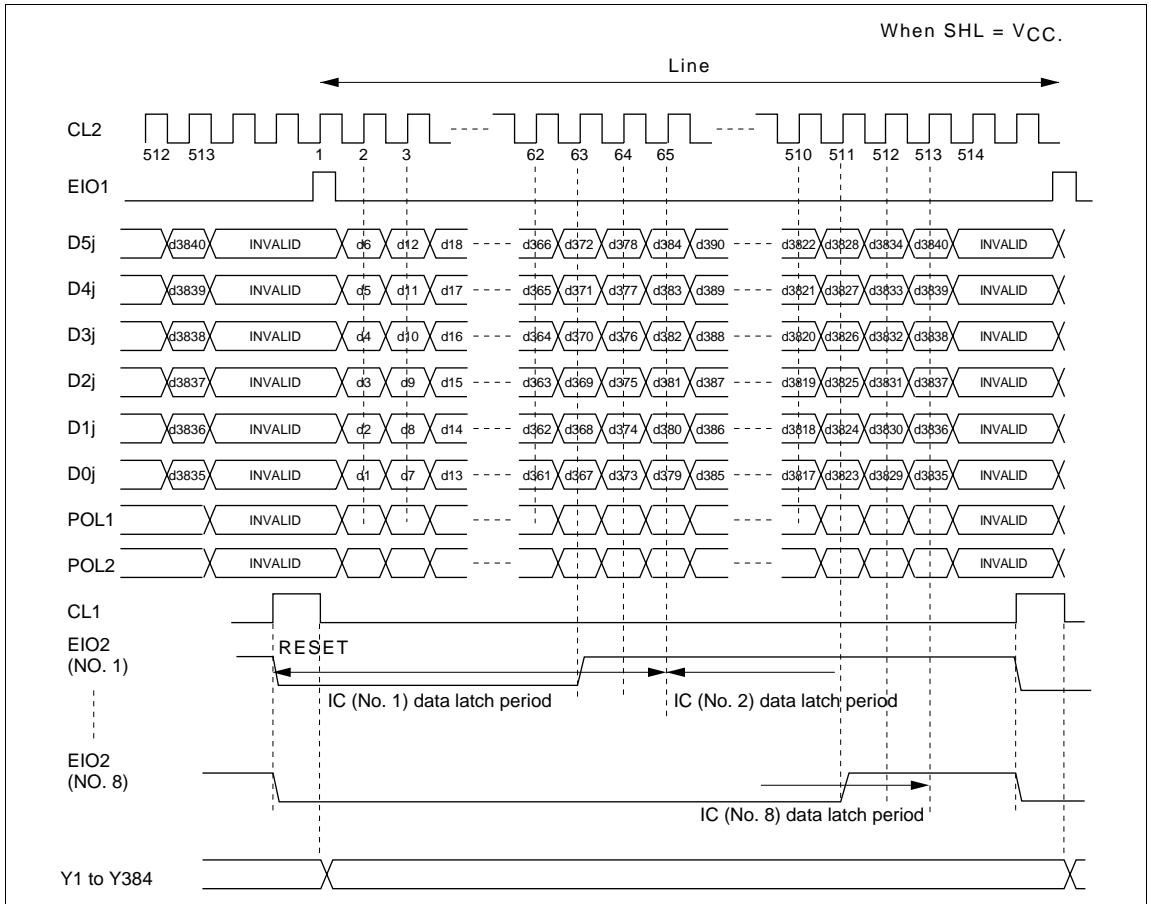 When SHL = VCC.
Line
CL2
512 513 1 2 3 62 63 64 65 510 511 512 513 514
EIO1
D5j d3840 INVALID d6 d12 d18 d366 d372 d378 d384 d390 d3822 d3828 d3834 d3840 INVALID
D4j d3839 INVALID d5 d11 d17 d365 d371 d377 d383 d389 d3821 d3827 d3833 d3839 INVALID
D3j d3838 INVALID d4 d10 d16 d364 d370 d376 d382 d388 d3820 d3826 d3832 d3838 INVALID
D2j d3837 INVALID d3 d9 d15 d363 d369 d375 d381 d387 d3819 d3825 d3831 d3837 INVALID
D1j d3836 INVALID d2 d8 d14 d362 d368 d374 d380 d386 d3818 d3824 d3830 d3836 INVALID
D0j d3835 INVALID d1 d7 d13 d361 d367 d373 d379 d385 d3817 d3823 d3829 d3835 INVALID
POL1 INVALID INVALID
POL2 INVALID INVALID
CL1
EIO2
(NO. 1)
RESET
IC (No. 1) data latch period IC (No. 2) data latch period
EIO2
(NO. 8)
IC (No. 8) data latch period
Y1 to Y384